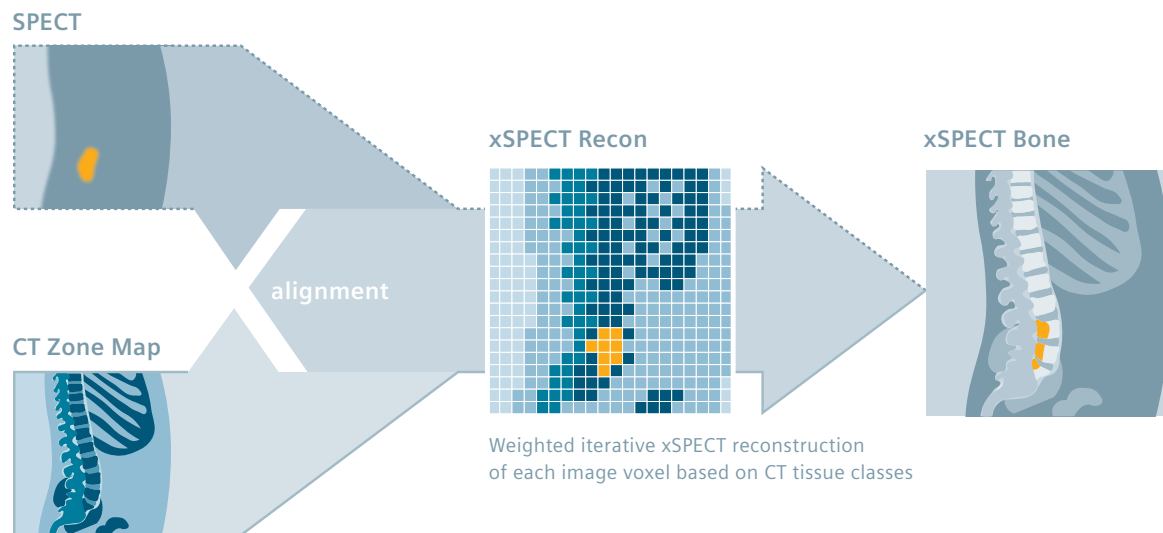 SPECT
xSPECT Recon
xSPECT Bone
alignment
CT Zone Map
Weighted iterative xSPECT reconstruction
of each image voxel based on CT tissue classes